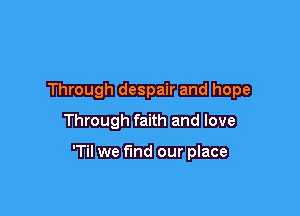 Through despair and hope
Through faith and love
'Til we find our place